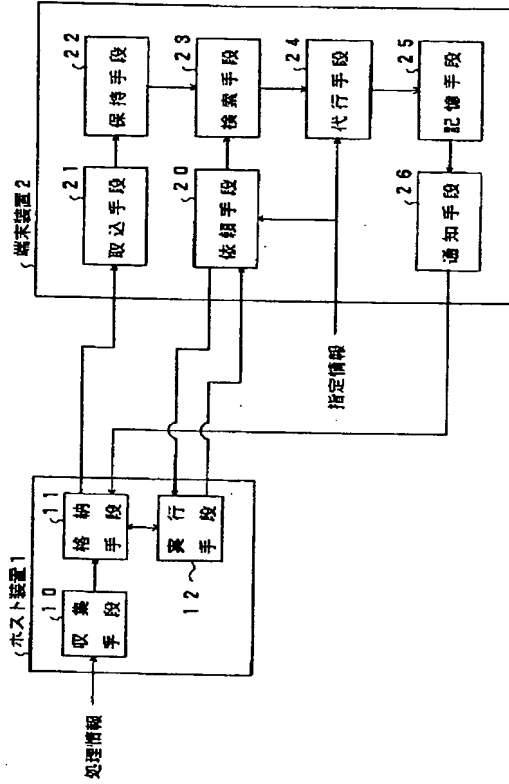 ホスト装置1
処理情報
10
収集
手段
11
格納
手段
12
実行
手段
端末装置2
21
取込手段
22
保持手段
20
依頼手段
23
検索手段
24
代行手段
25
記憶手段
26
通知手段
指定情報